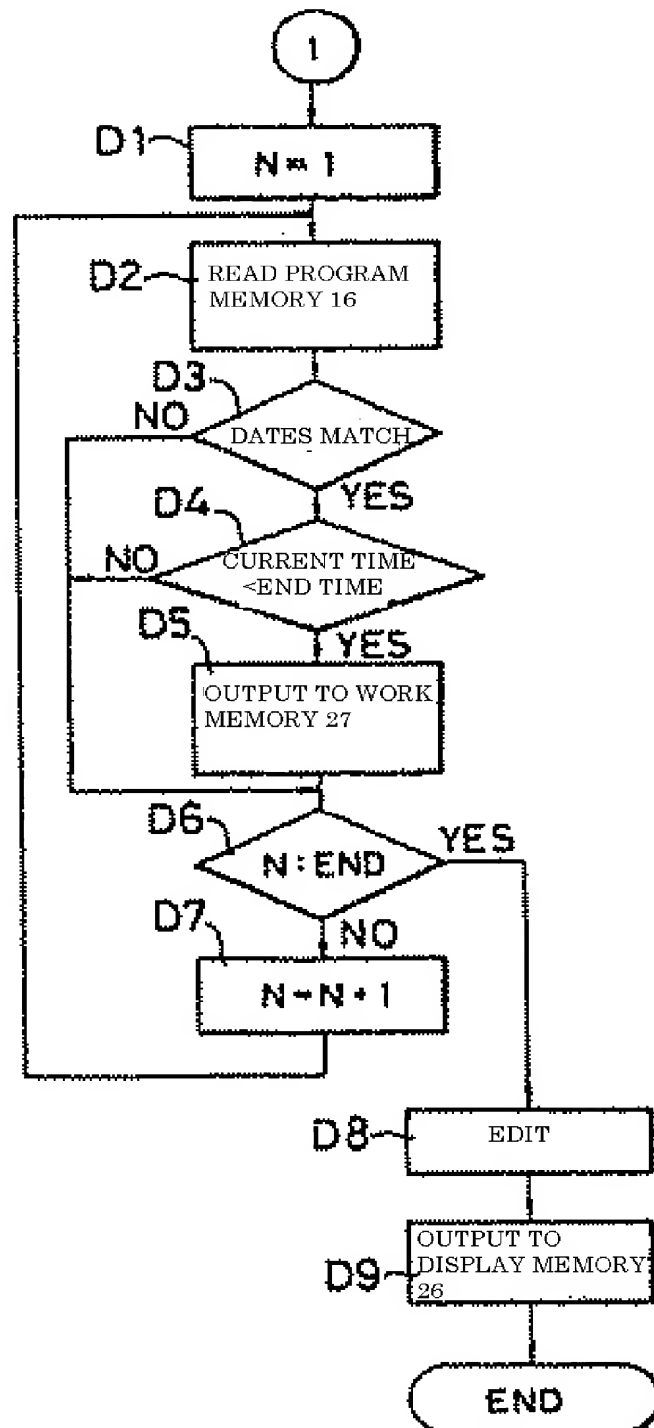 1
D1
N = 1
D2
READ PROGRAM
MEMORY 16
D3
NO
DATES MATCH
YES
D4
NO
CURRENT TIME
<END TIME
YES
D5
OUTPUT TO WORK
MEMORY 27
D6
YES
N : END
NO
D7
N - N + 1
D8
EDIT
D9
OUTPUT TO
DISPLAY MEMORY
26
END